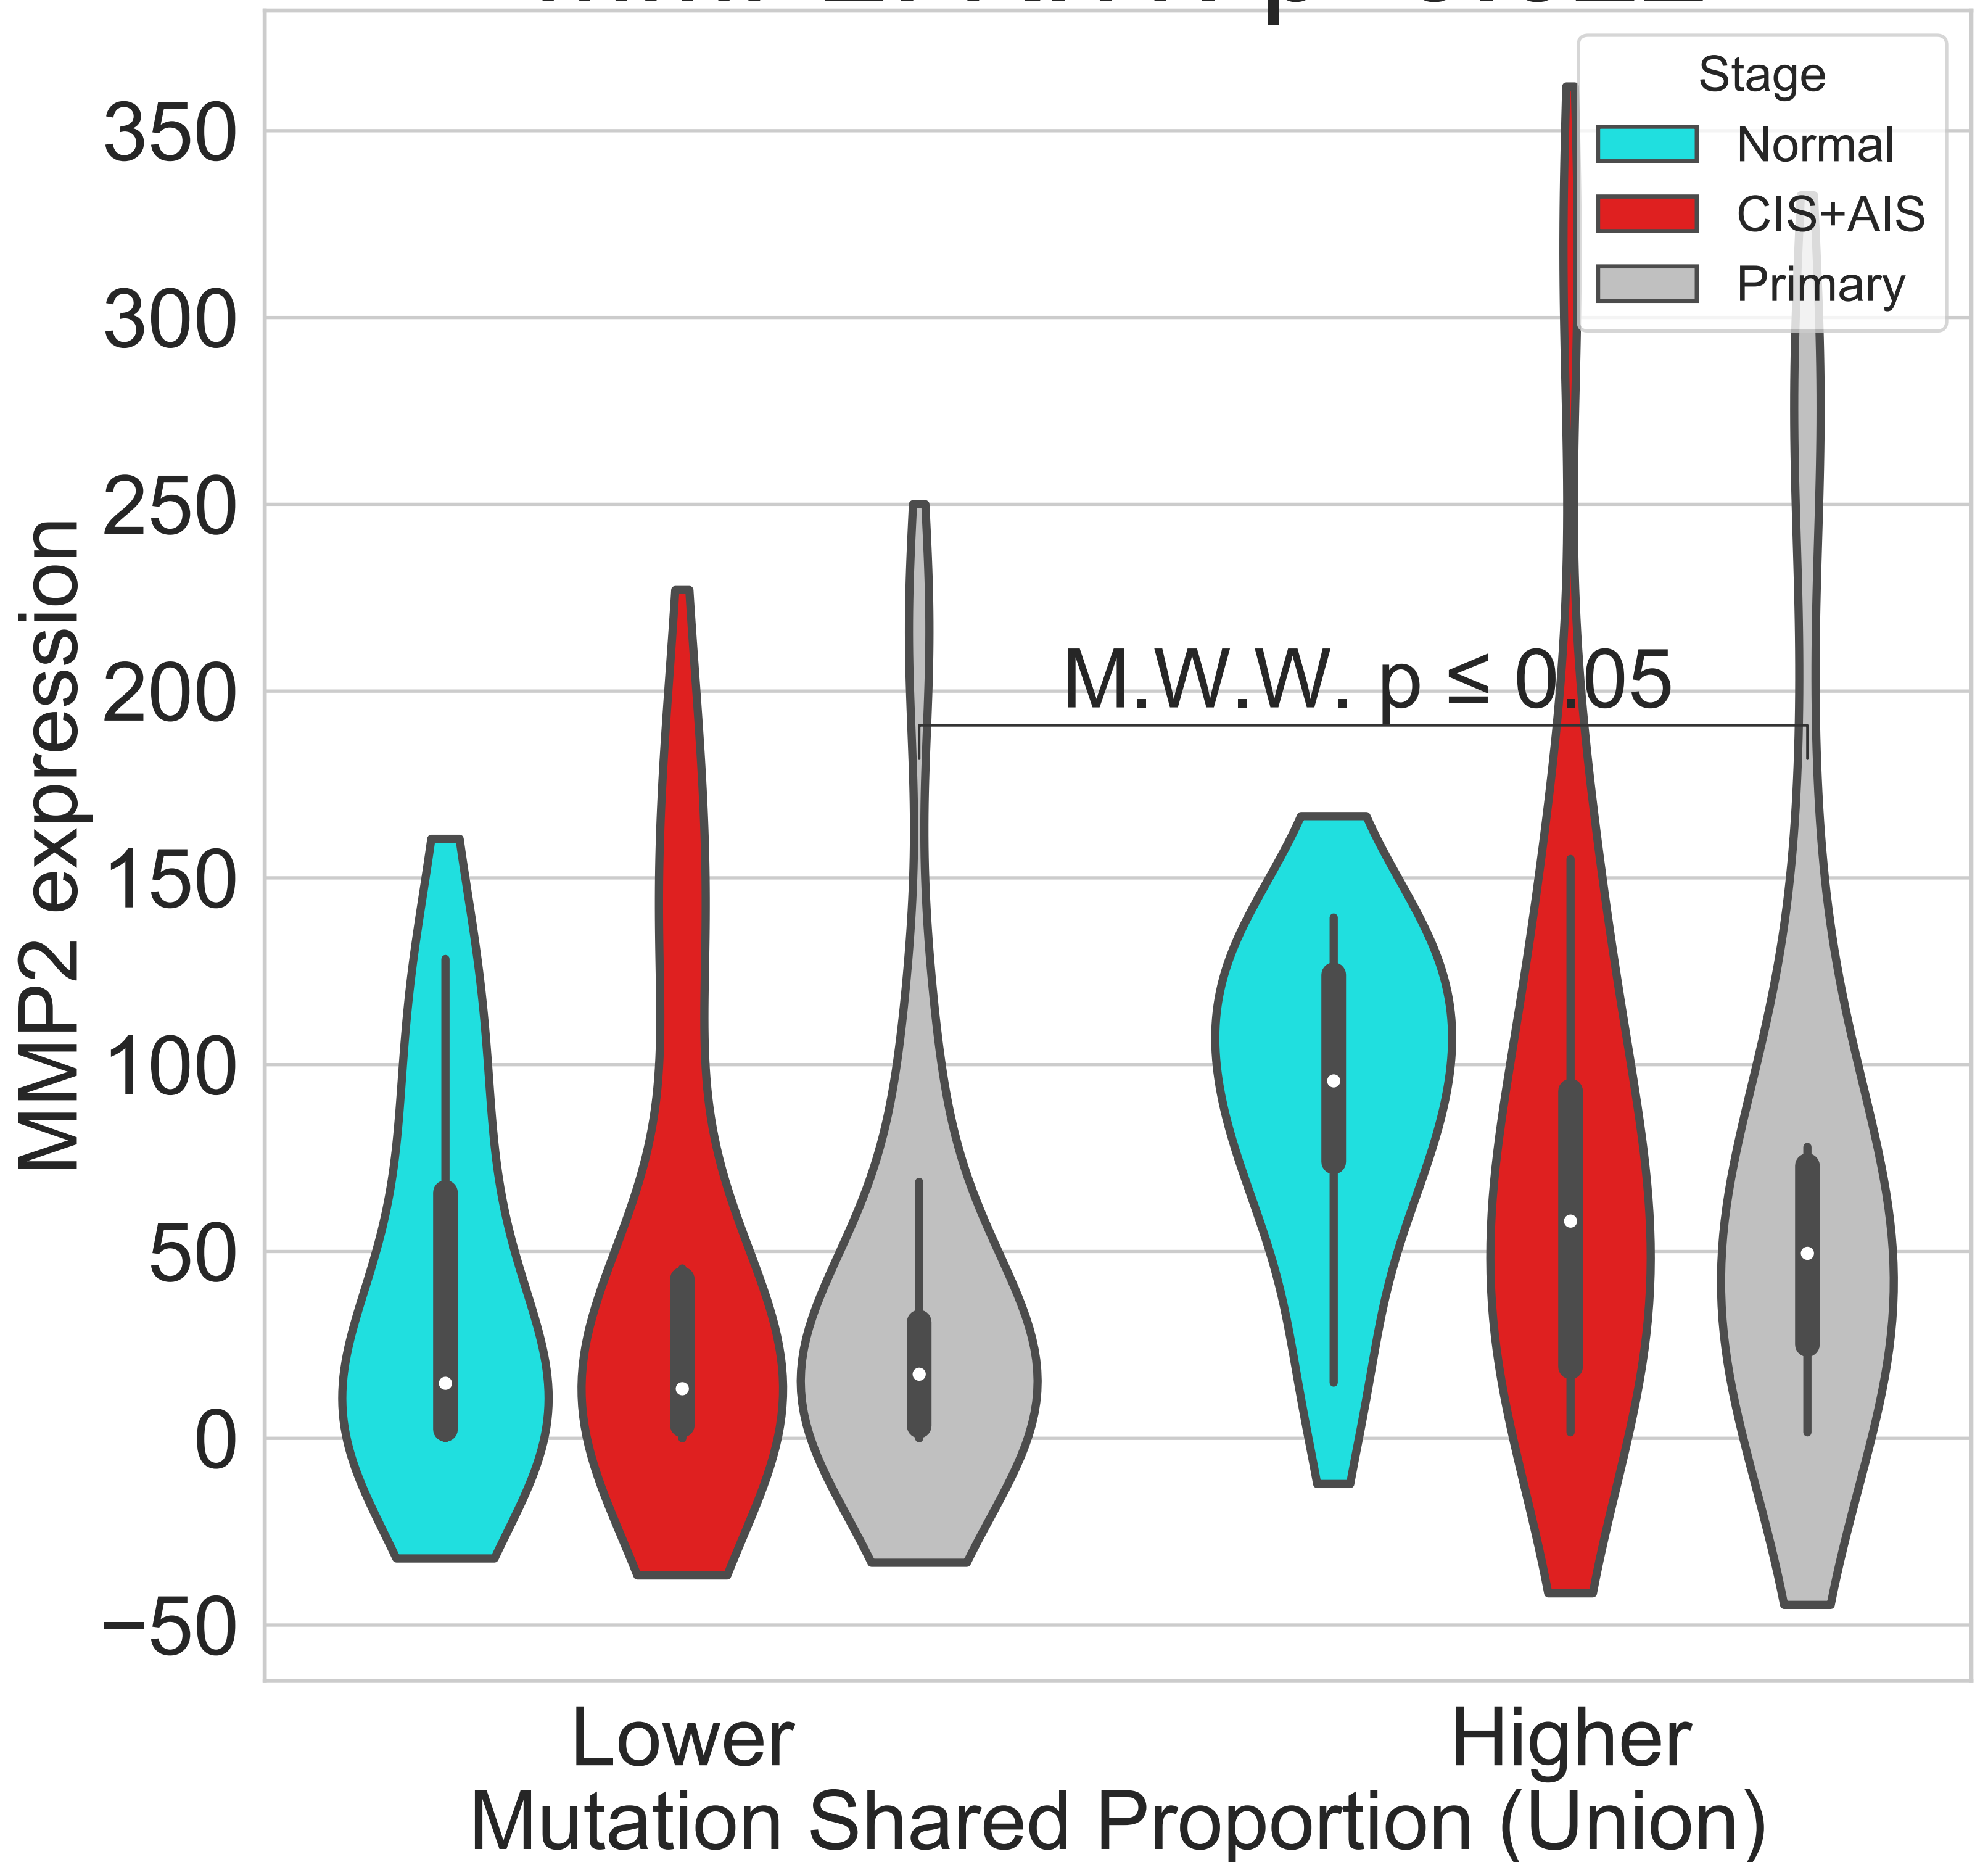 Stage
Normal
CIS+AIS
Primary
350
300
250
200
150
100
50
0
−50
MMP2 expression
M.W.W. p ≤ 0.05
Lower
Higher
Mutation Shared Proportion (Union)